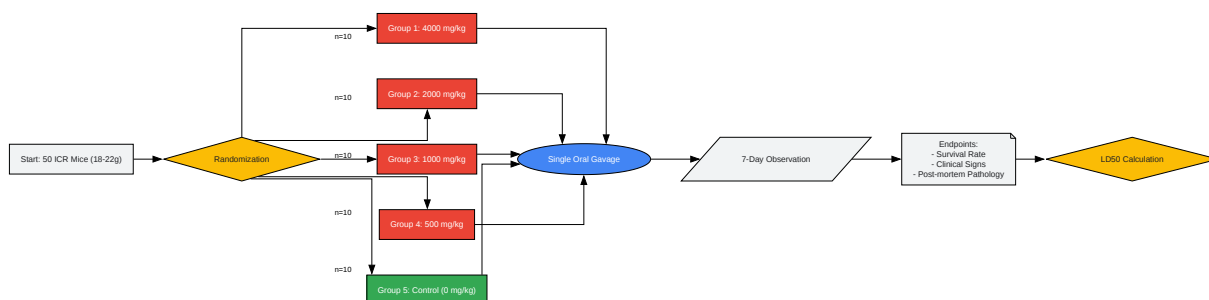 Group 1: 4000 mg/kg
n=10
Group 2: 2000 mg/kg
n=10
Start: 50 ICR Mice (18-22g)
Randomization
n=10
Group 3: 1000 mg/kg
Single Oral Gavage
7-Day Observation
Endpoints:
- Survival Rate
- Clinical Signs
- Post-mortem Pathology
LD50 Calculation
n=10
Group 4: 500 mg/kg
n=10
Group 5: Control (0 mg/kg)